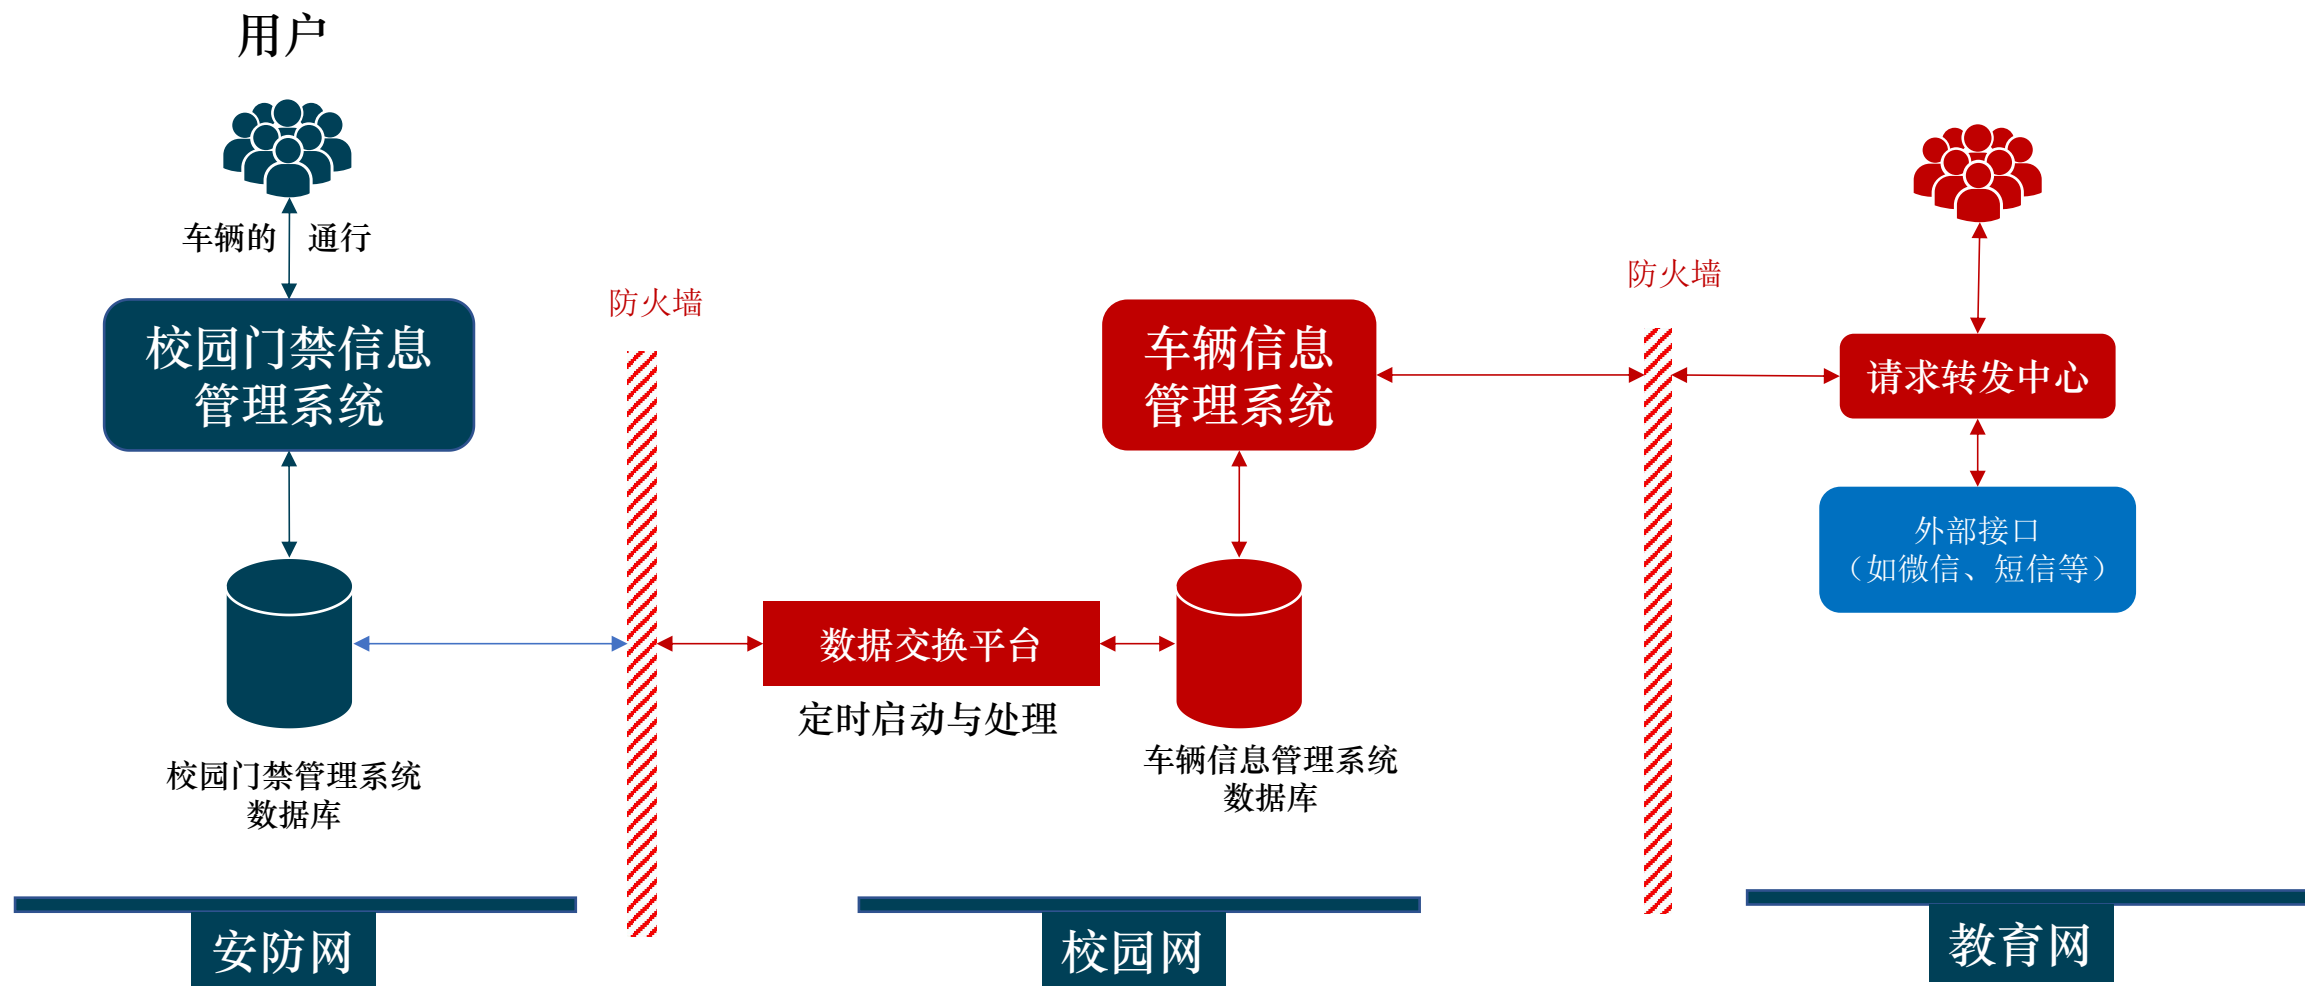 用户
车辆的 通行
校园门禁信息
管理系统
校园门禁管理系统
数据库
安防网
防火墙
数据交换平台
定时启动与处理
车辆信息
管理系统
车辆信息管理系统
数据库
校园网
防火墙
请求转发中心
外部接口
（如微信、短信等）
教育网